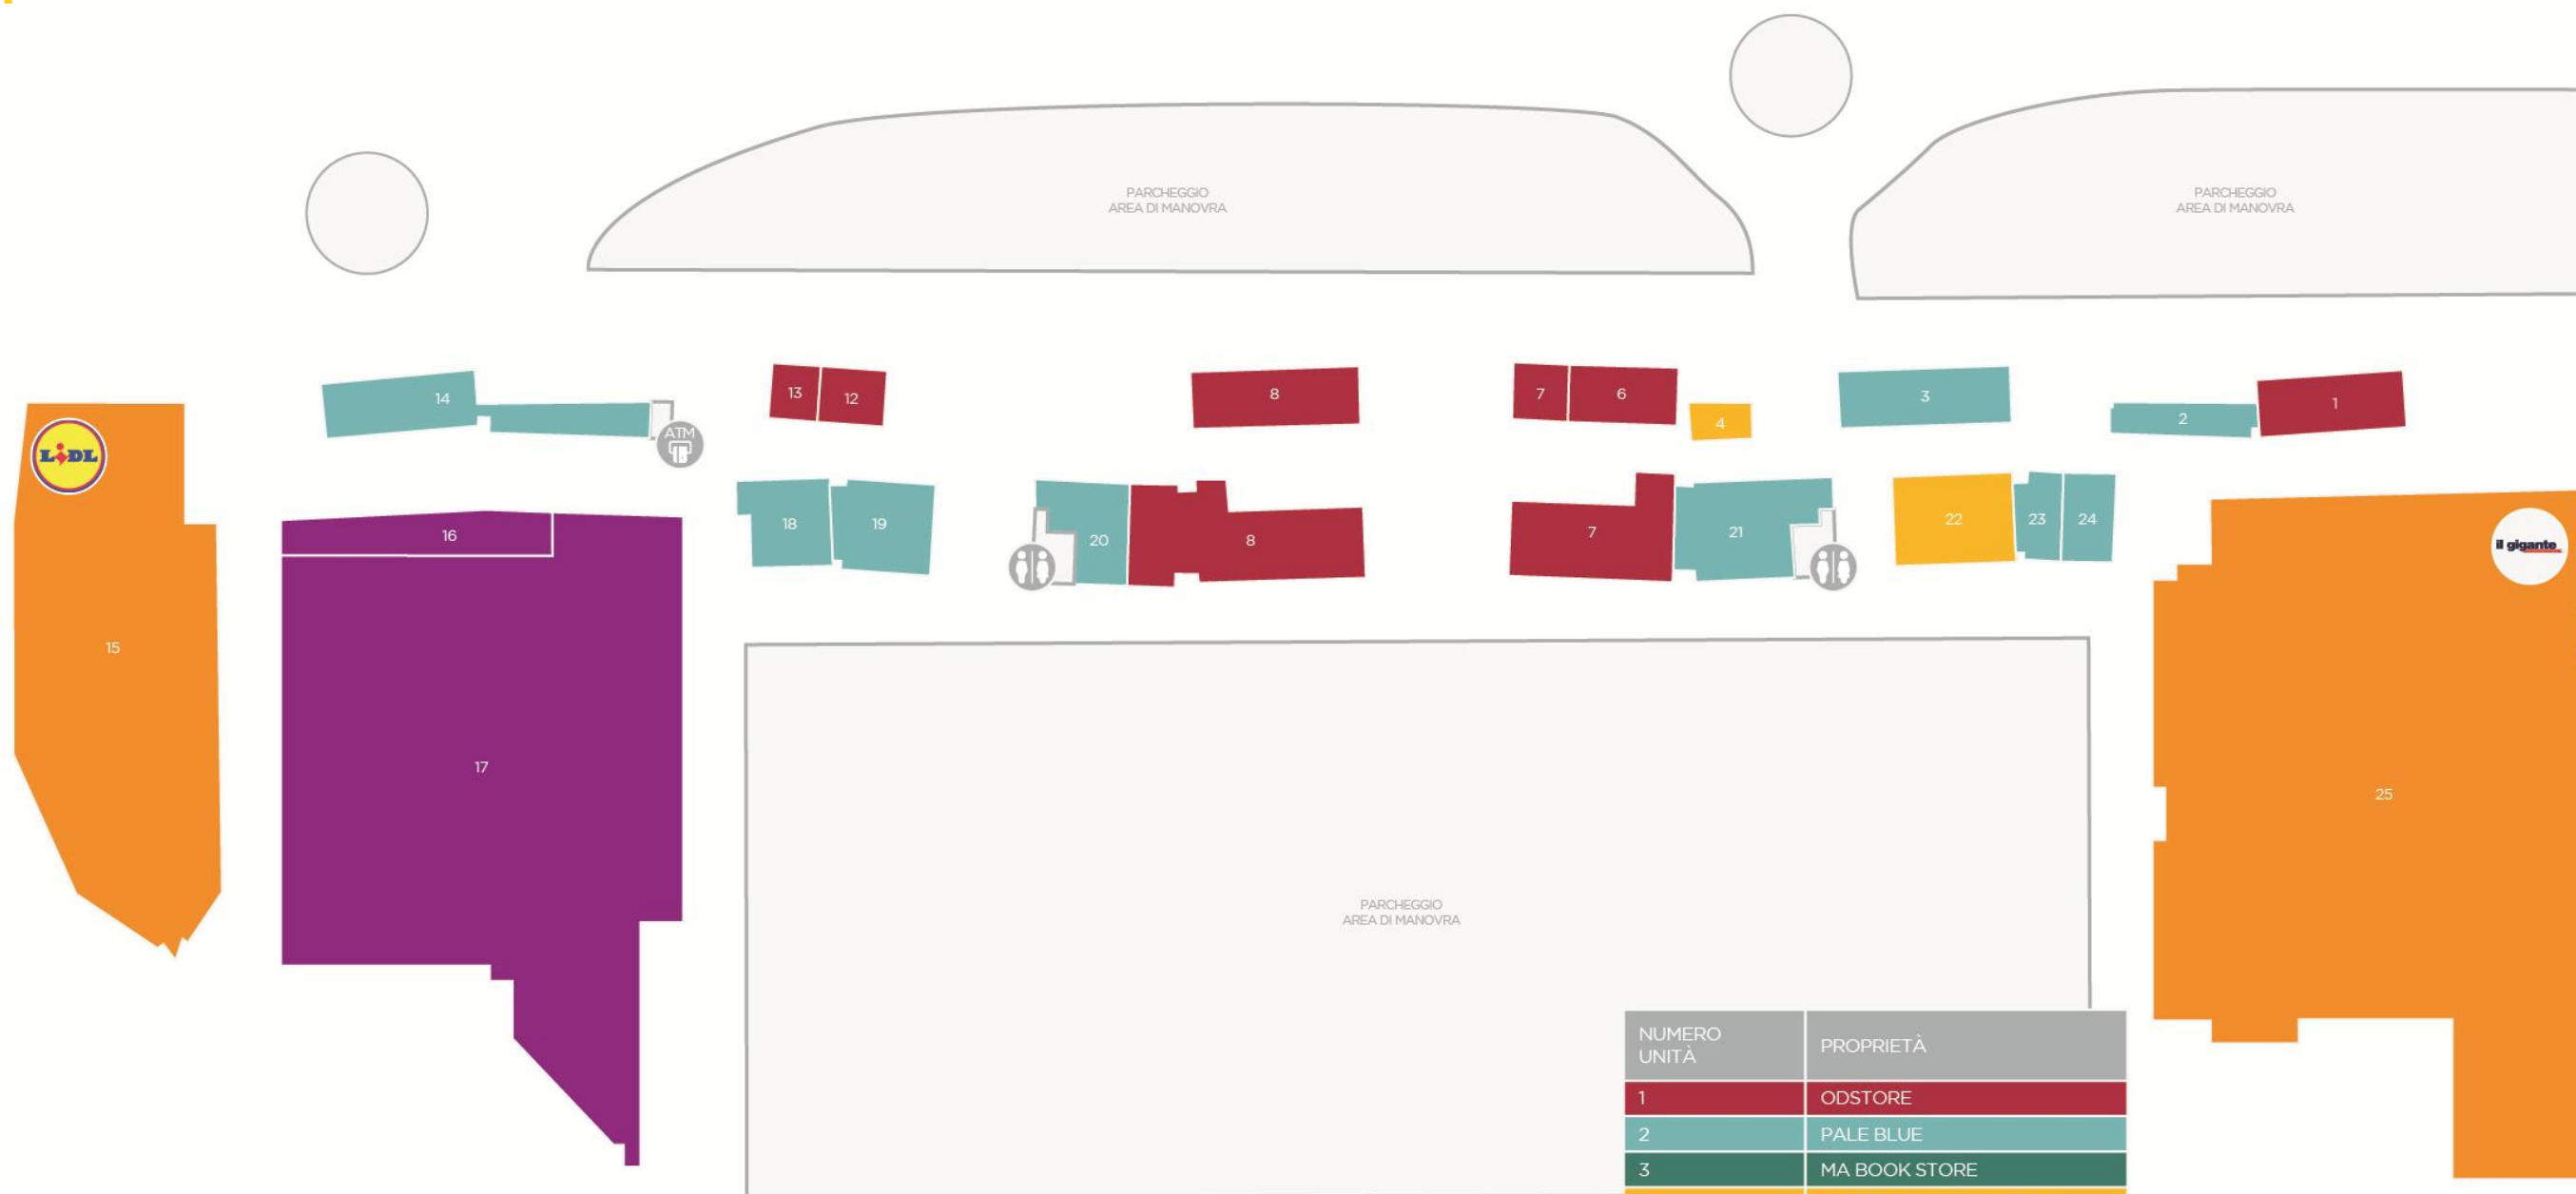 PARCHEGGIO
AREA DI MANOVRA
PARCHEGGIO
AREA DI MANOVRA
14
ATM
13
12
8
7
6
4
3
2
1
LIDL
15
16
17
18
19
20
8
7
21
22
23
24
il gigante
25
PARCHEGGIO
AREA DI MANOVRA
NUMERO
UNITÀ
PROPRIETÀ
1 ODSTORE
2 PALE BLUE
3 MA BOOK STORE